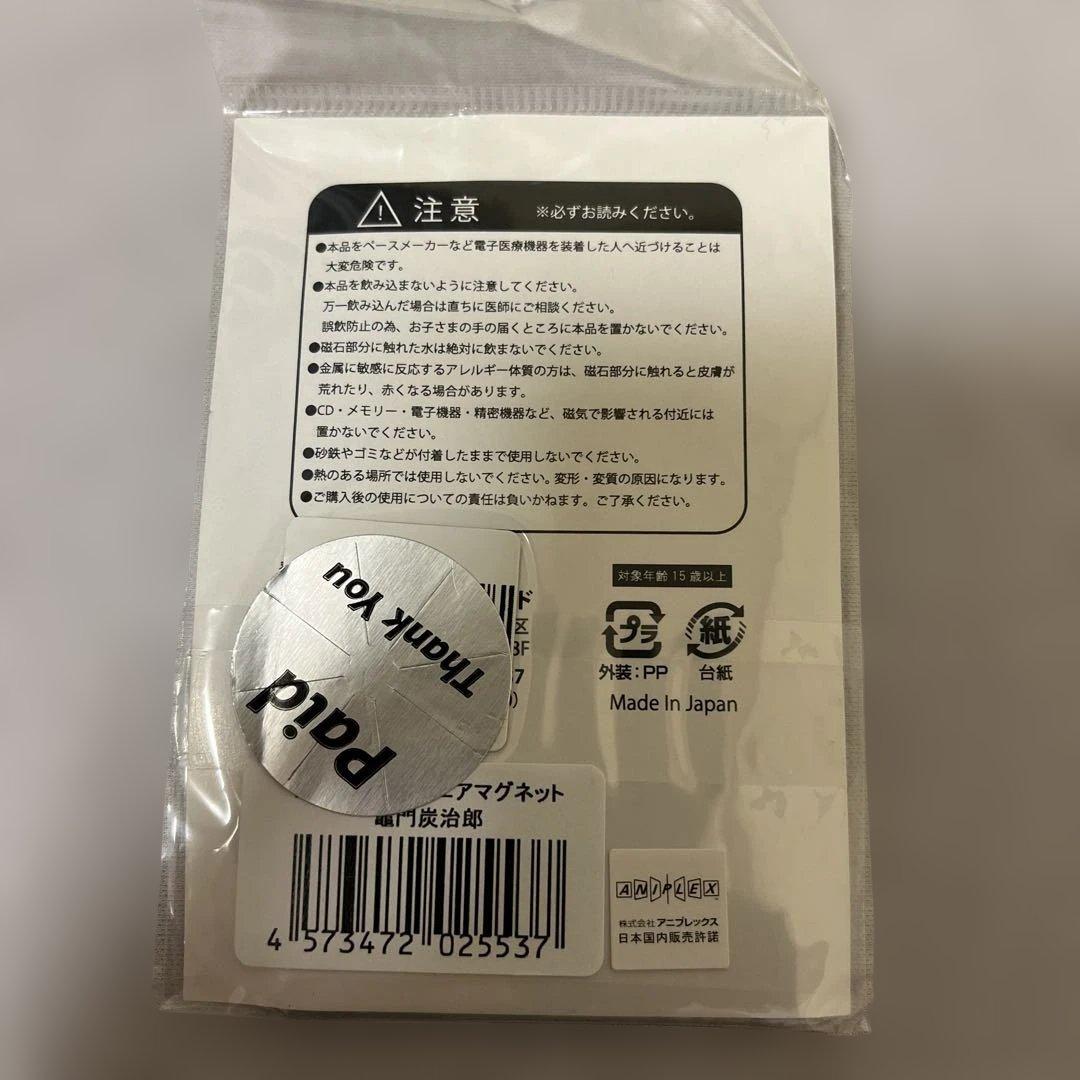 注意 ※必ずお読みください。
●本品をペースメーカーなど電子医療機器を装着した人へ近づけることは
大変危険です。
●本品を飲み込まないように注意してください。
万一飲み込んだ場合は直ちに医師にご相談ください。
誤飲防止の為、お子さまの手の届くところに本品を置かないでください。
●磁石部分に触れた水は絶対に飲まないでください。
●金属に敏感に反応するアレルギー体質の方は、磁石部分に触れると皮膚が
荒れたり、赤くなる場合があります。
●CD・メモリー・電子機器・精密機器など、磁気で影響される付近には
置かないでください。
●砂鉄やゴミなどが付着したままで使用しないでください。
●熱のある場所では使用しないでください。変形・変質の原因になります。
●ご購入後の使用についての責任は負いかねます。ご了承ください。
対象年齢15歳以上
ド
区
3F
7
)
Paid
Thank You
プラ
紙
外装:PP
台紙
Made In Japan
アマグネット
竈門炭治郎
4 573472 025537
ANIPLEX
株式会社アニプレックス
日本国内販売許諾